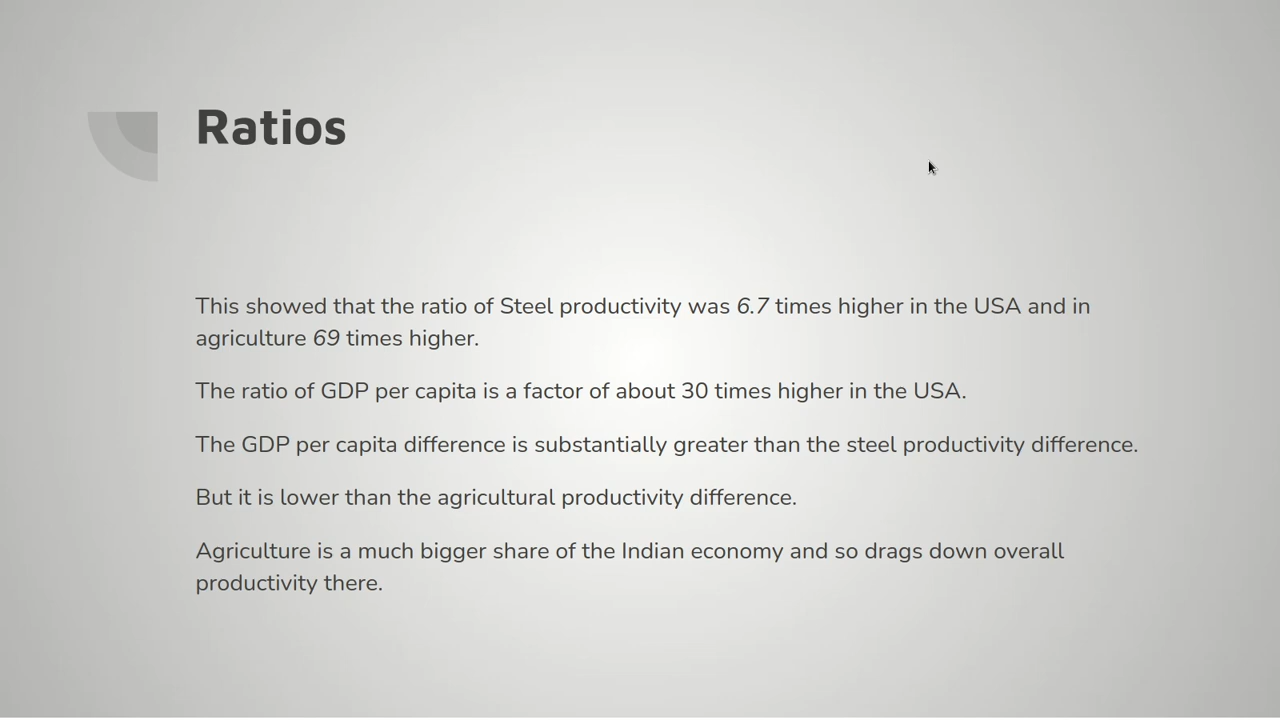 Ratios
This showed that the ratio of Steel productivity was 6.7 times higher in the USA and in
agriculture 69 times higher.
The ratio of GDP per capita is a factor of about 30 times higher in the USA.
The GDP per capita difference is substantially greater than the steel productivity difference.
But it is lower than the agricultural productivity difference.
Agriculture is a much bigger share of the Indian economy and so drags down overall
productivity there.